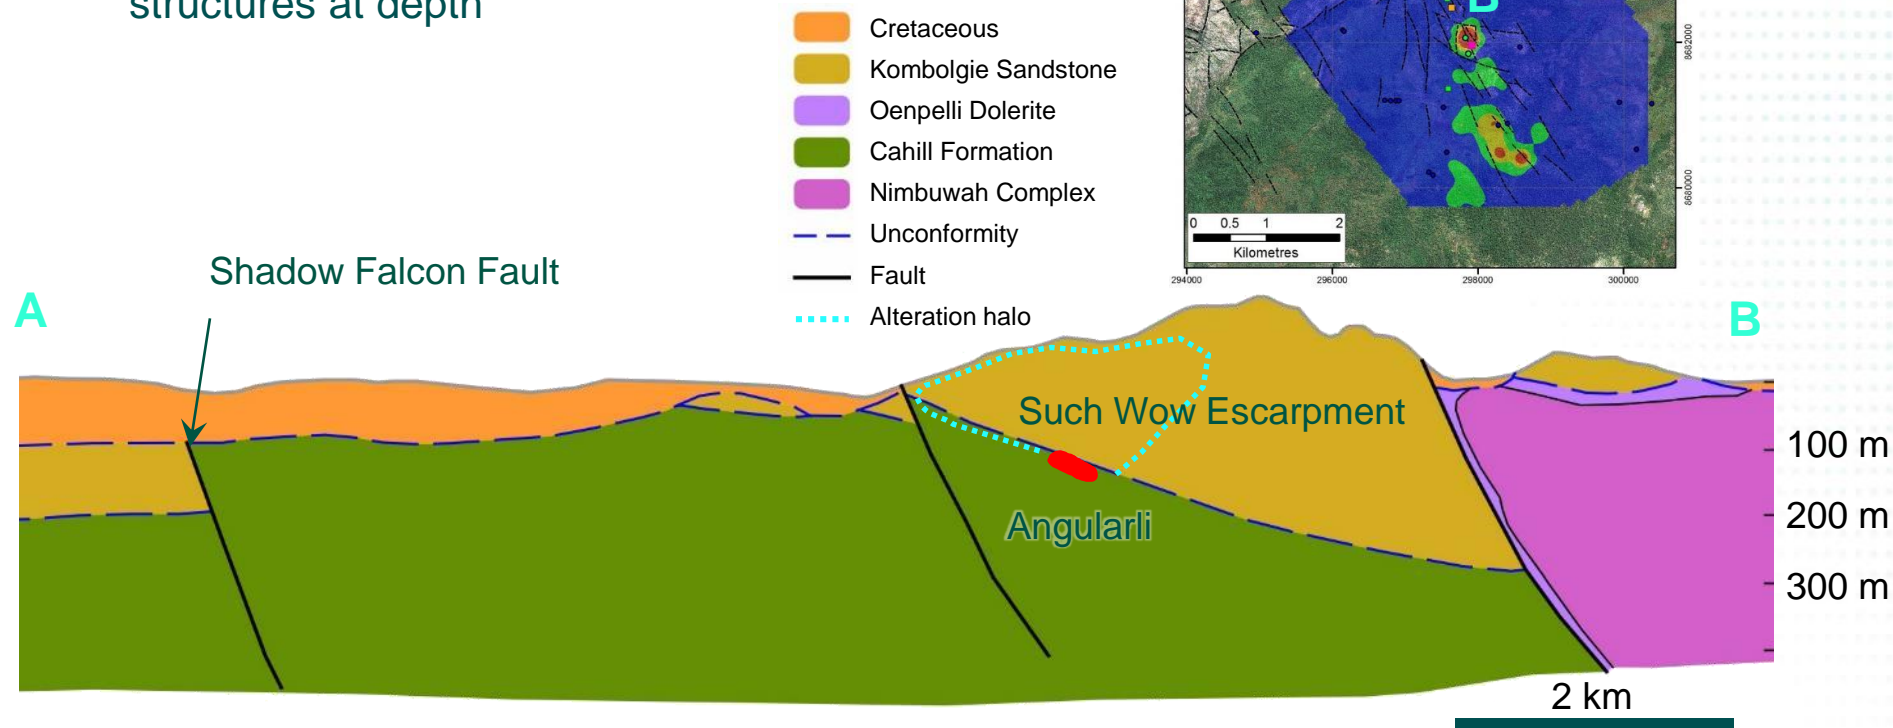 structures at depth
Cretaceous
Kombolgie Sandstone
Oenpelli Dolerite
Cahill Formation
Nimbuwah Complex
Unconformity
Fault
Alteration halo
B
8682000
8680000
0 0.5 1 2
Kilometres
294000 296000 298000 300000
Shadow Falcon Fault
A
B
Such Wow Escarpment
Angularli
100 m
200 m
300 m
2 km